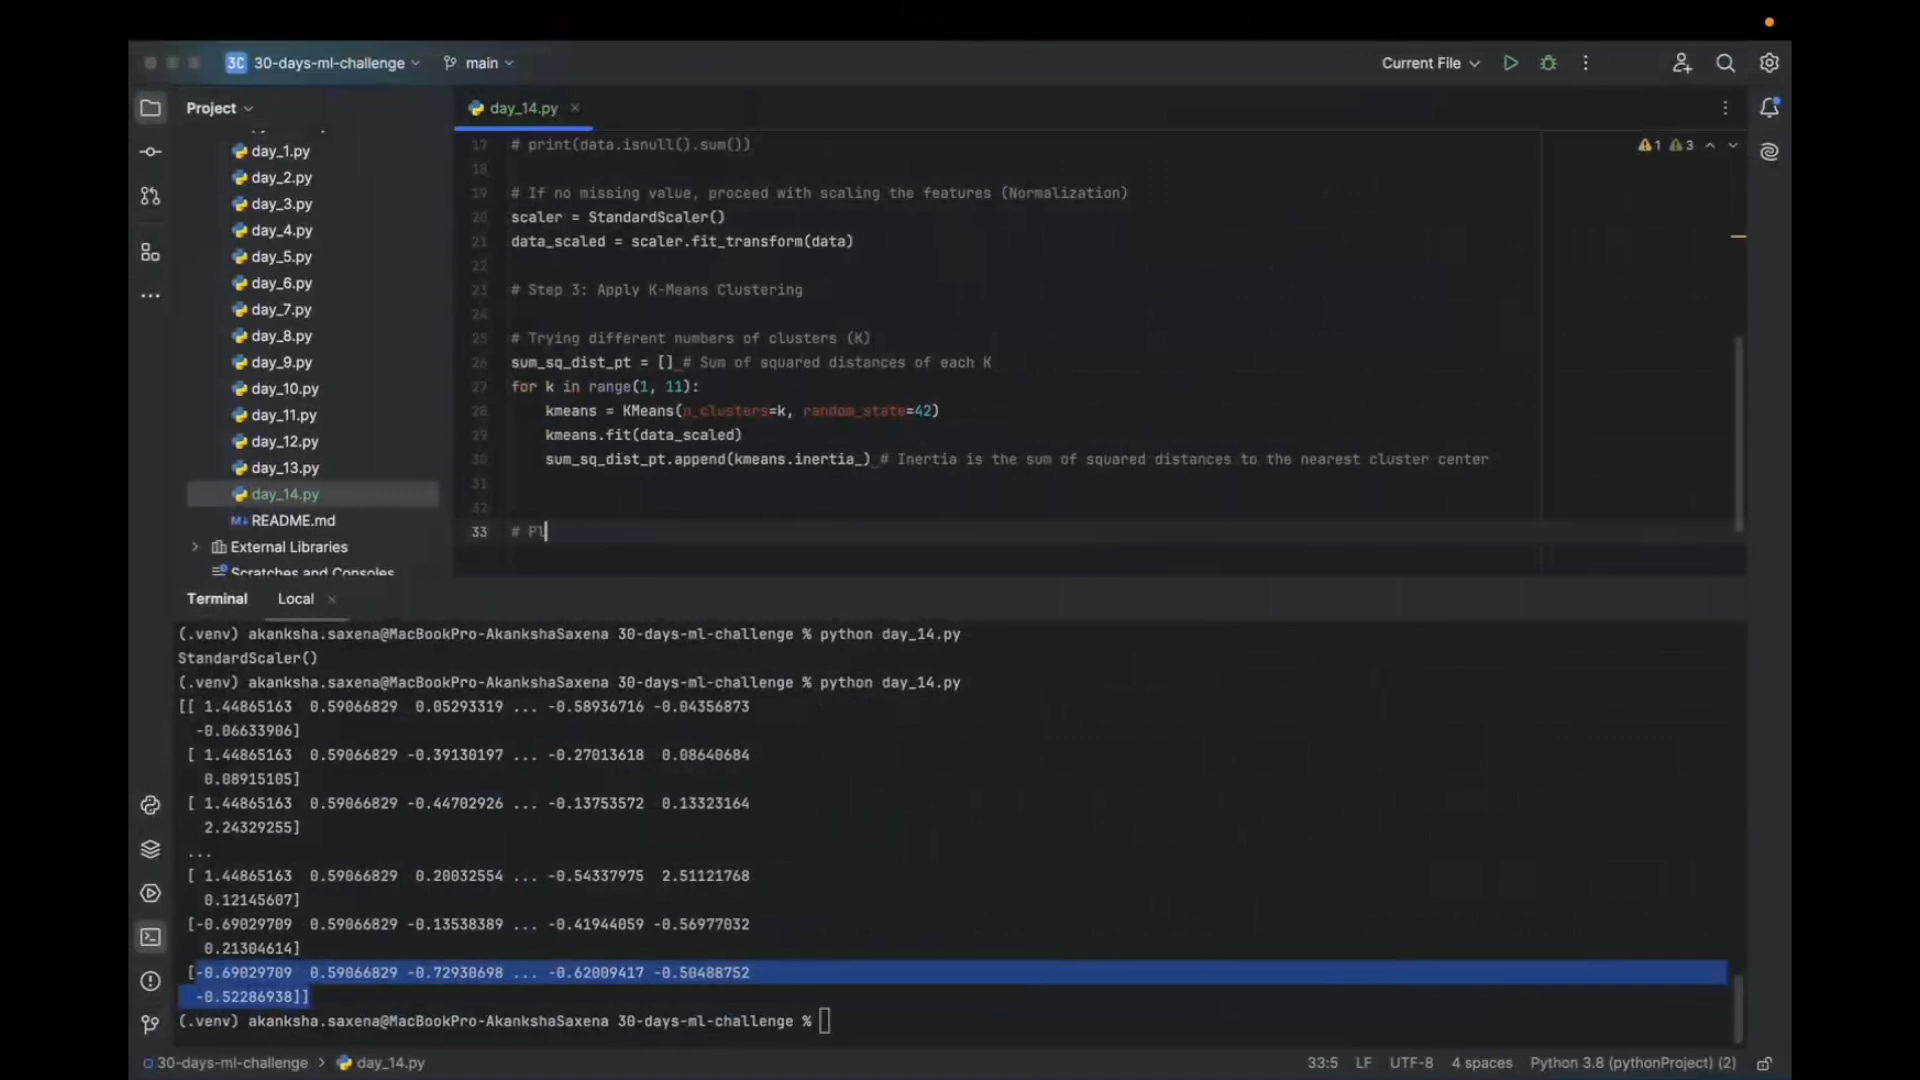 3C 30-days-ml-challenge main Current File
Project
day_14.py
day_1.py
day_2.py
day_3.py
day_4.py
day_5.py
day_6.py
day_7.py
day_8.py
day_9.py
day_10.py
day_11.py
day_12.py
day_13.py
day_14.py
M↓ README.md
External Libraries
Scratches and Consoles
17 # print(data.isnull().sum())
1 3
18
19 # If no missing value, proceed with scaling the features (Normalization)
20 scaler = StandardScaler()
21 data_scaled = scaler.fit_transform(data)
22
23 # Step 3: Apply K-Means Clustering
24
25 # Trying different numbers of clusters (K)
26 sum_sq_dist_pt = [] # Sum of squared distances of each K
27 for k in range(1, 11):
28 kmeans = KMeans(n_clusters=k, random_state=42)
29 kmeans.fit(data_scaled)
30 sum_sq_dist_pt.append(kmeans.inertia_) # Inertia is the sum of squared distances to the nearest cluster center
31
32
33 # Pl
Terminal Local
(.venv) akanksha.saxena@MacBookPro-AkankshaSaxena 30-days-ml-challenge % python day_14.py
StandardScaler()
(.venv) akanksha.saxena@MacBookPro-AkankshaSaxena 30-days-ml-challenge % python day_14.py
[[ 1.44865163 0.59066829 0.05293319 ... -0.58936716 -0.04356873
-0.06633906]
[ 1.44865163 0.59066829 -0.39130197 ... -0.27013618 0.08640684
0.08915105]
[ 1.44865163 0.59066829 -0.44702926 ... -0.13753572 0.13323164
2.24329255]
...
[ 1.44865163 0.59066829 0.20032554 ... -0.54337975 2.51121768
0.12145607]
[-0.69029709 0.59066829 -0.13538389 ... -0.41944059 -0.56977032
0.21304614]
[-0.69029709 0.59066829 -0.72930698 ... -0.62009417 -0.50488752
-0.52286938]]
(.venv) akanksha.saxena@MacBookPro-AkankshaSaxena 30-days-ml-challenge %
30-days-ml-challenge > day_14.py 33:5 LF UTF-8 4 spaces Python 3.8 (pythonProject) (2)